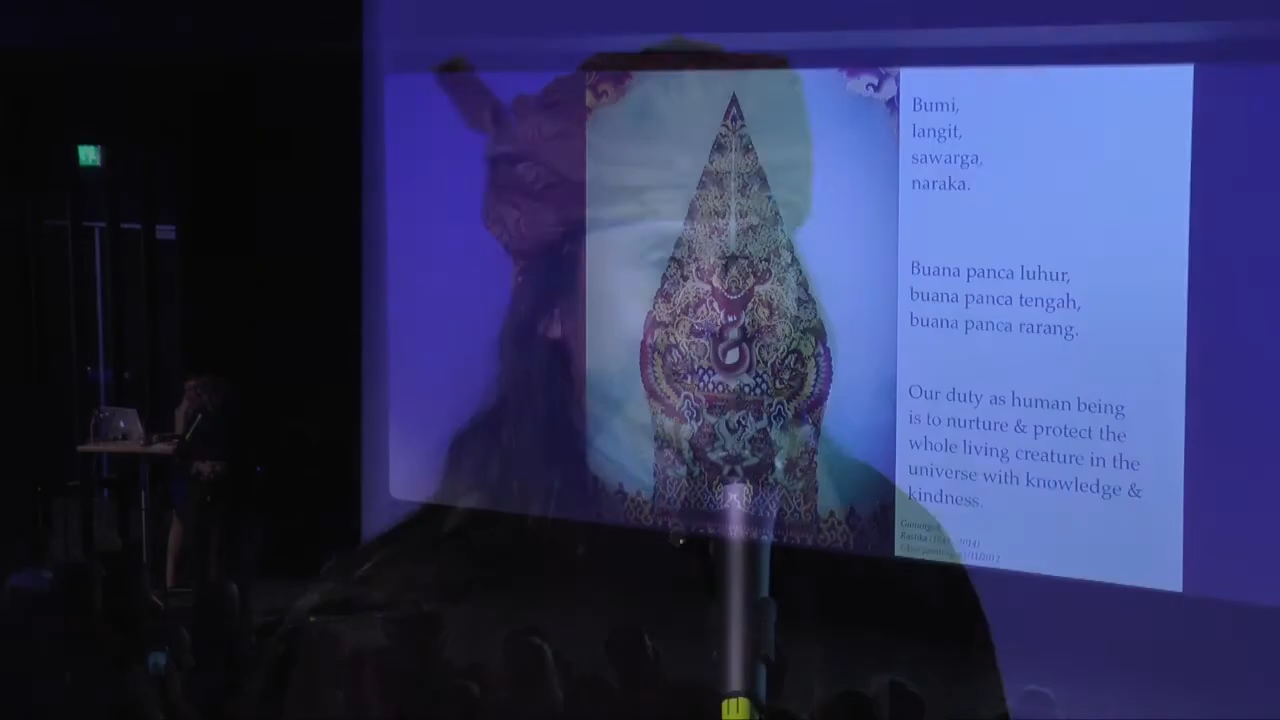 Bumi,
langit,
sawarga,
naraka.
Buana panca luhur,
buana panca tengah,
buana panca rarang.
Our duty as human being
is to nurture & protect the
whole living creature in the
universe with knowledge &
kindness.
Rastika